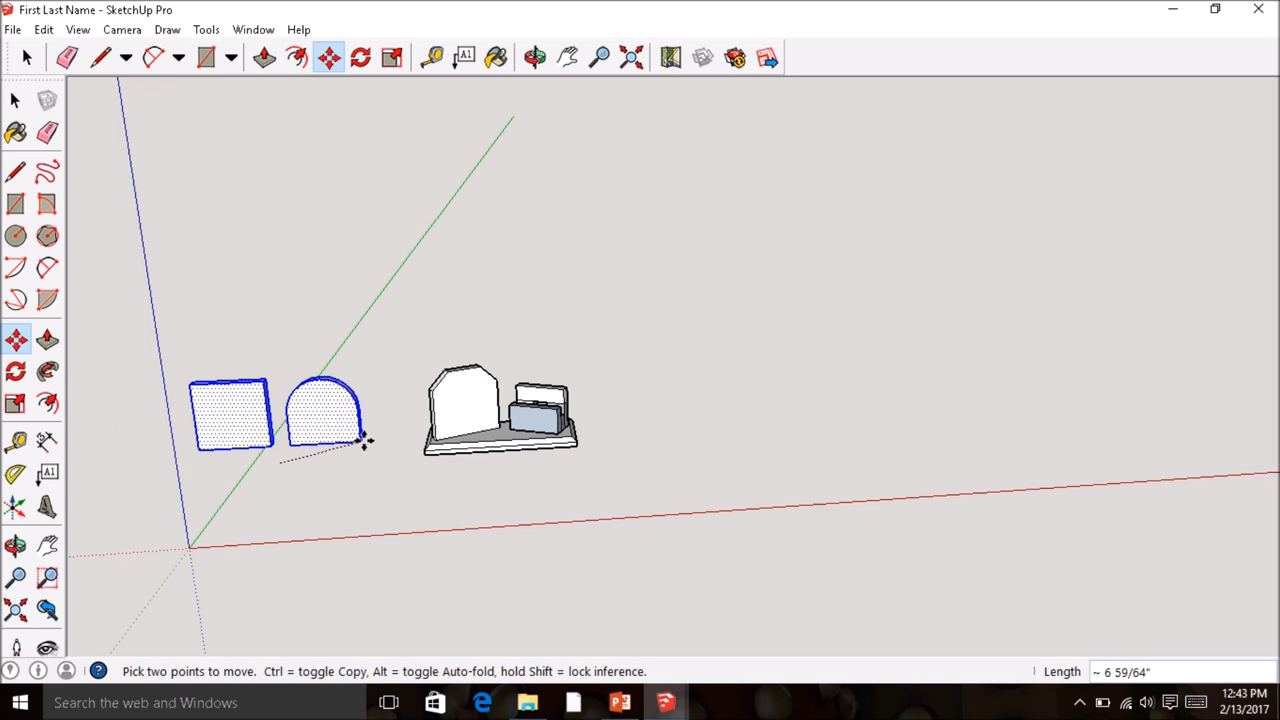 First Last Name - SketchUp Pro
File Edit View Camera Draw Tools Window Help
A1
A1
Pick two points to move. Ctrl = toggle Copy, Alt = toggle Auto-fold, hold Shift = lock inference.
Length ~ 6 59/64"
Search the web and Windows
12:43 PM
2/13/2017